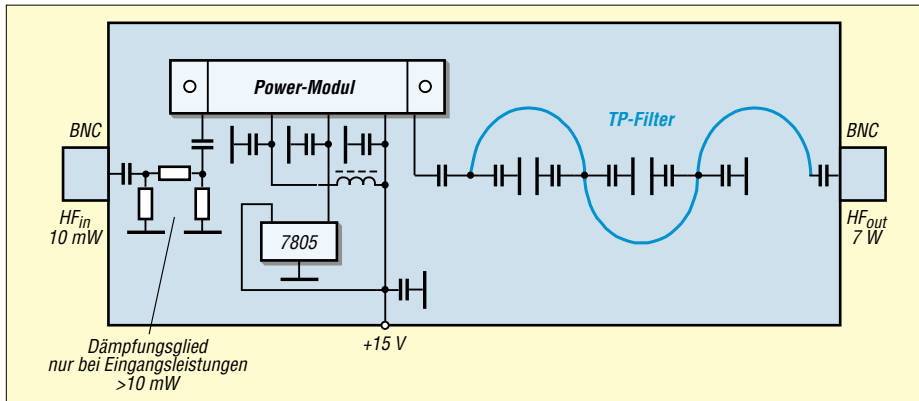 Power-Modul
TP-Filter
BNC
BNC
HFin
10 mW
HFout
7 W
7805
+15 V
Dämpfungsglied
nur bei Eingangsleistungen
>10 mW